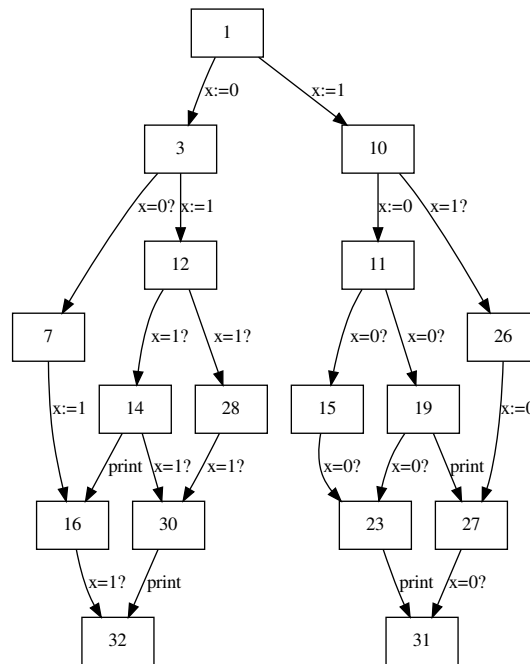 1
x:=0
x:=1
3
10
x=0?
x:=1
x:=0
x=1?
12
11
7
26
x=1?
x=1?
x=0?
x=0?
x:=1
14
28
15
19
x:=0
print
x=1?
x=1?
x=0?
x=0?
print
16
30
23
27
x=1?
print
print
x=0?
32
31